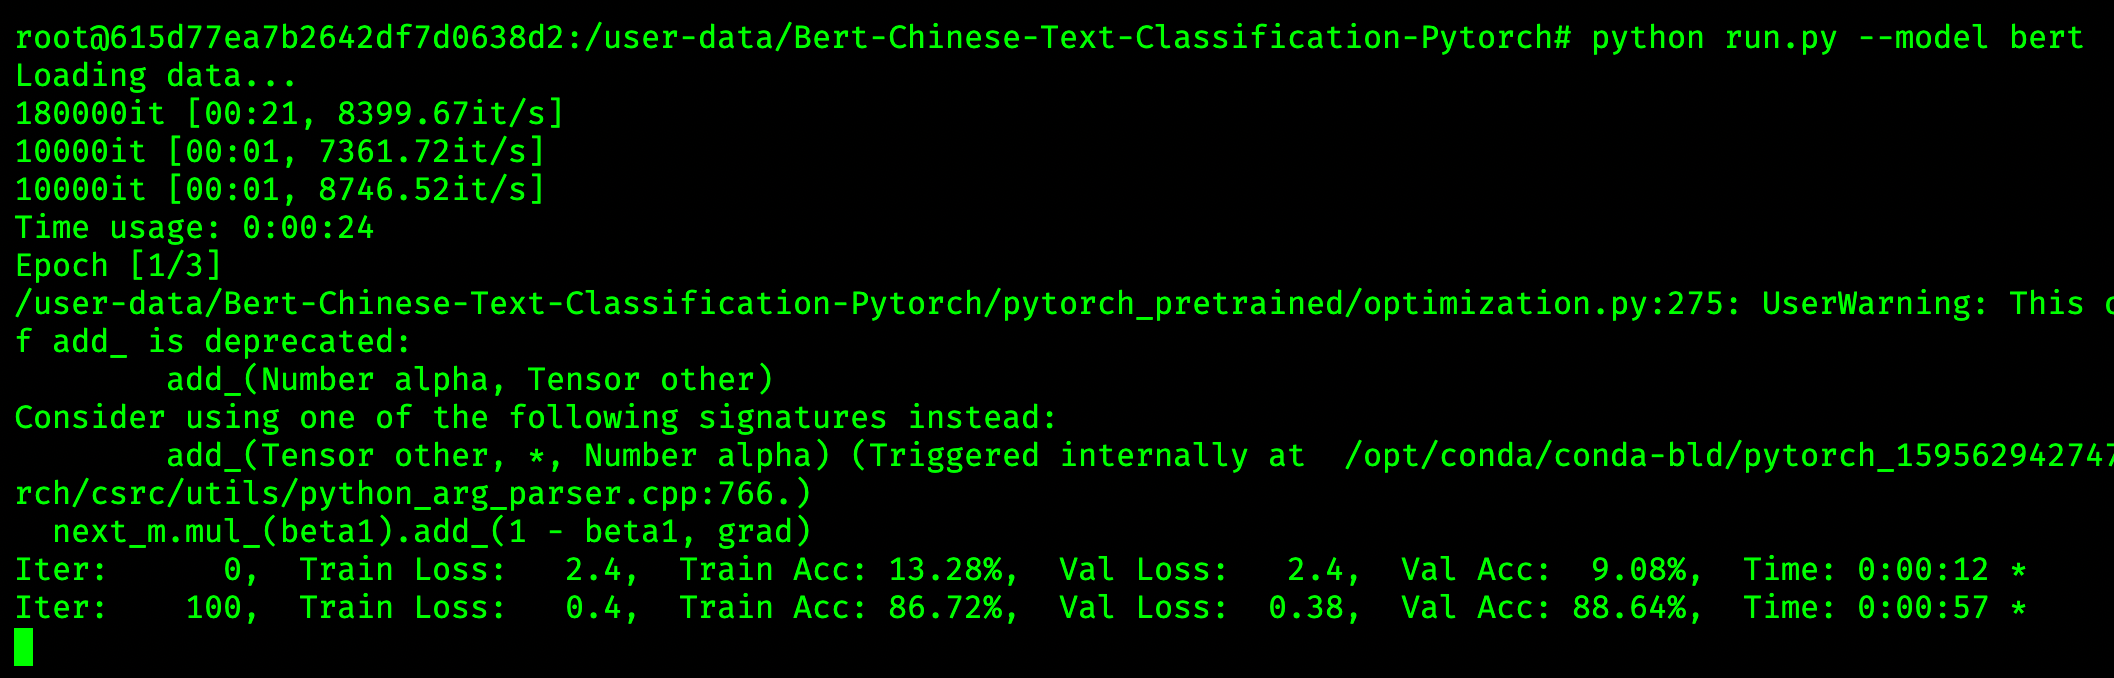 root@615d77ea7b2642df7d0638d2:/user-data/Bert-Chinese-Text-Classification-Pytorch# python run.py --model bert
Loading data...
180000it [00:21, 8399.67it/s]
10000it [00:01, 7361.72it/s]
10000it [00:01, 8746.52it/s]
Time usage: 0:00:24
Epoch [1/3]
/user-data/Bert-Chinese-Text-Classification-Pytorch/pytorch_pretrained/optimization.py:275: UserWarning: This
f add_ is deprecated:
        add_(Number alpha, Tensor other)
Consider using one of the following signatures instead:
        add_(Tensor other, *, Number alpha) (Triggered internally at  /opt/conda/conda-bld/pytorch_159562942747
rch/csrc/utils/python_arg_parser.cpp:766.)
  next_m.mul_(beta1).add_(1 - beta1, grad)
Iter:      0,  Train Loss:   2.4,  Train Acc: 13.28%,  Val Loss:   2.4,  Val Acc:  9.08%,  Time: 0:00:12 *
Iter:    100,  Train Loss:   0.4,  Train Acc: 86.72%,  Val Loss:  0.38,  Val Acc: 88.64%,  Time: 0:00:57 *